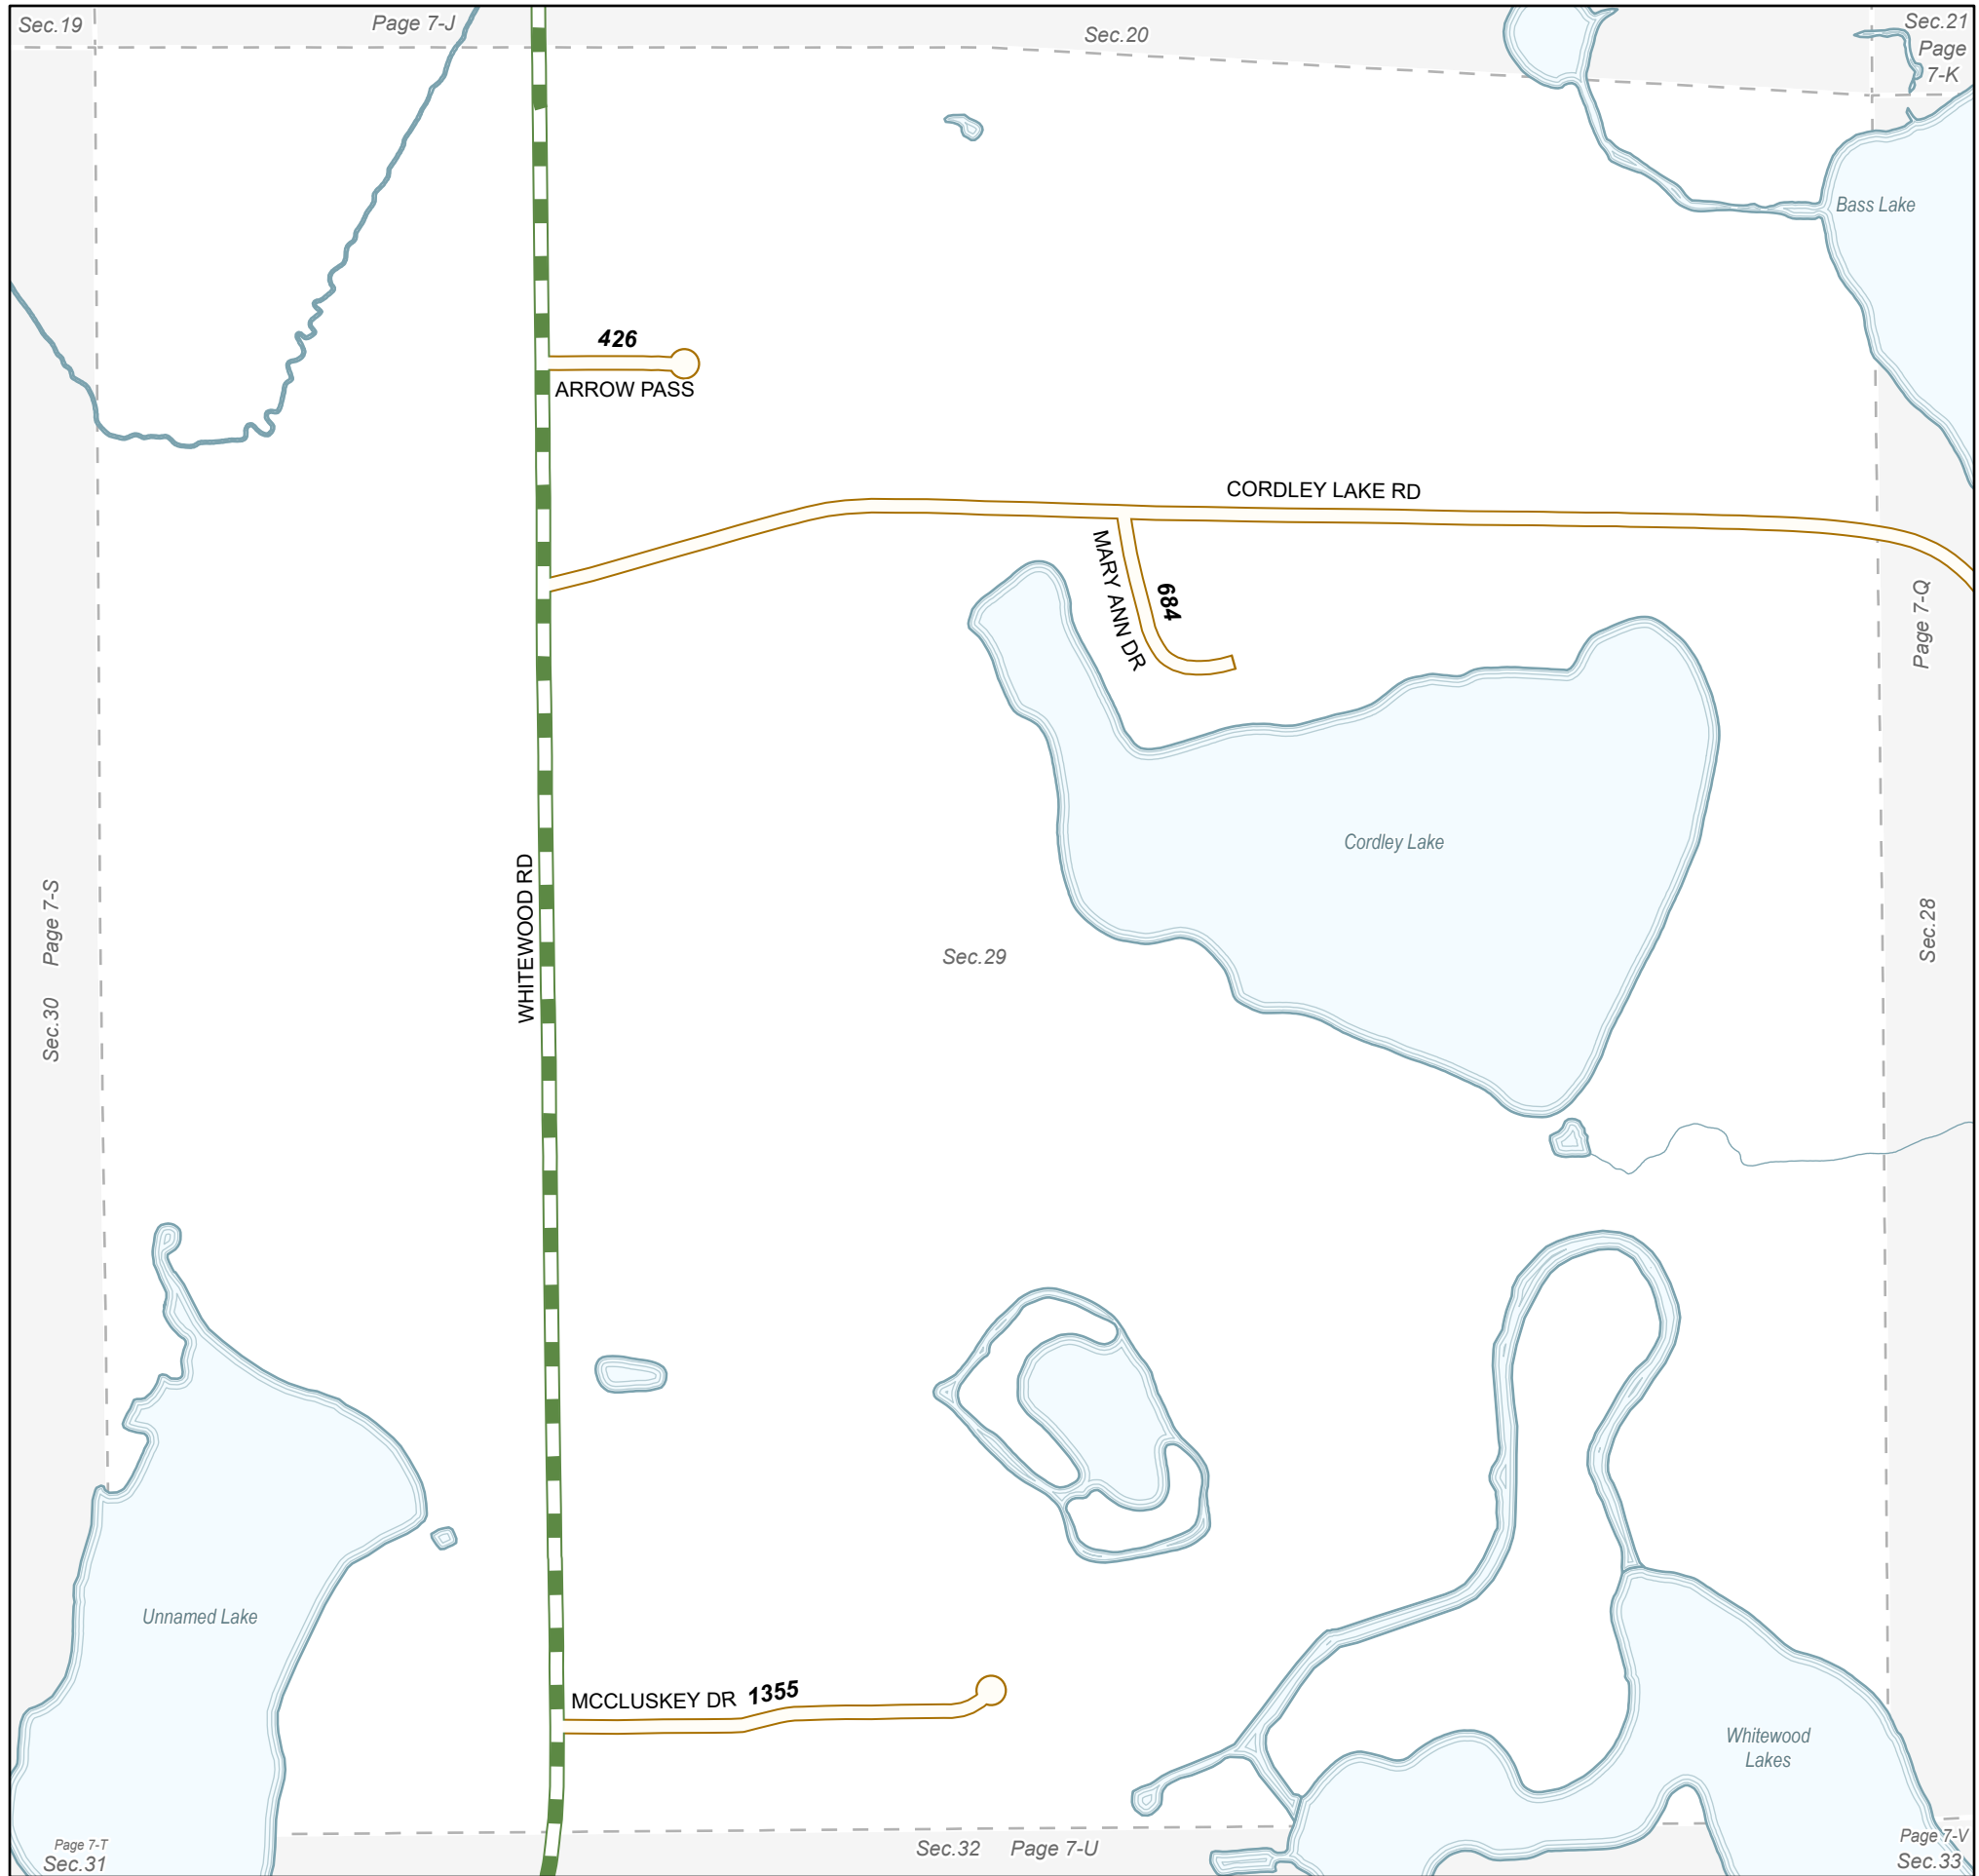 Sec.19
Page 7-J
Sec.20
Sec.21
Page
7-K
Bass Lake
426
ARROW PASS
CORDLEY LAKE RD
MARY ANN DR
684
Page 7-Q
Cordley Lake
WHITEWOOD RD
Sec.30 Page 7-S
Sec.29
Sec.28
Unnamed Lake
MCCLUSKEY DR 1355
Whitewood
Lakes
Page 7-T
Sec.31
Sec.32 Page 7-U
Page 7-V
Sec.33